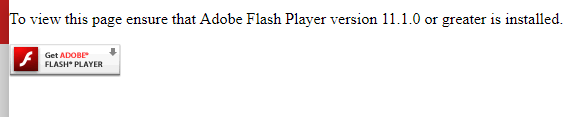 To view this page ensure that Adobe Flash Player version 11.1.0 or greater is installed.
Get ADOBE®
FLASH® PLAYER